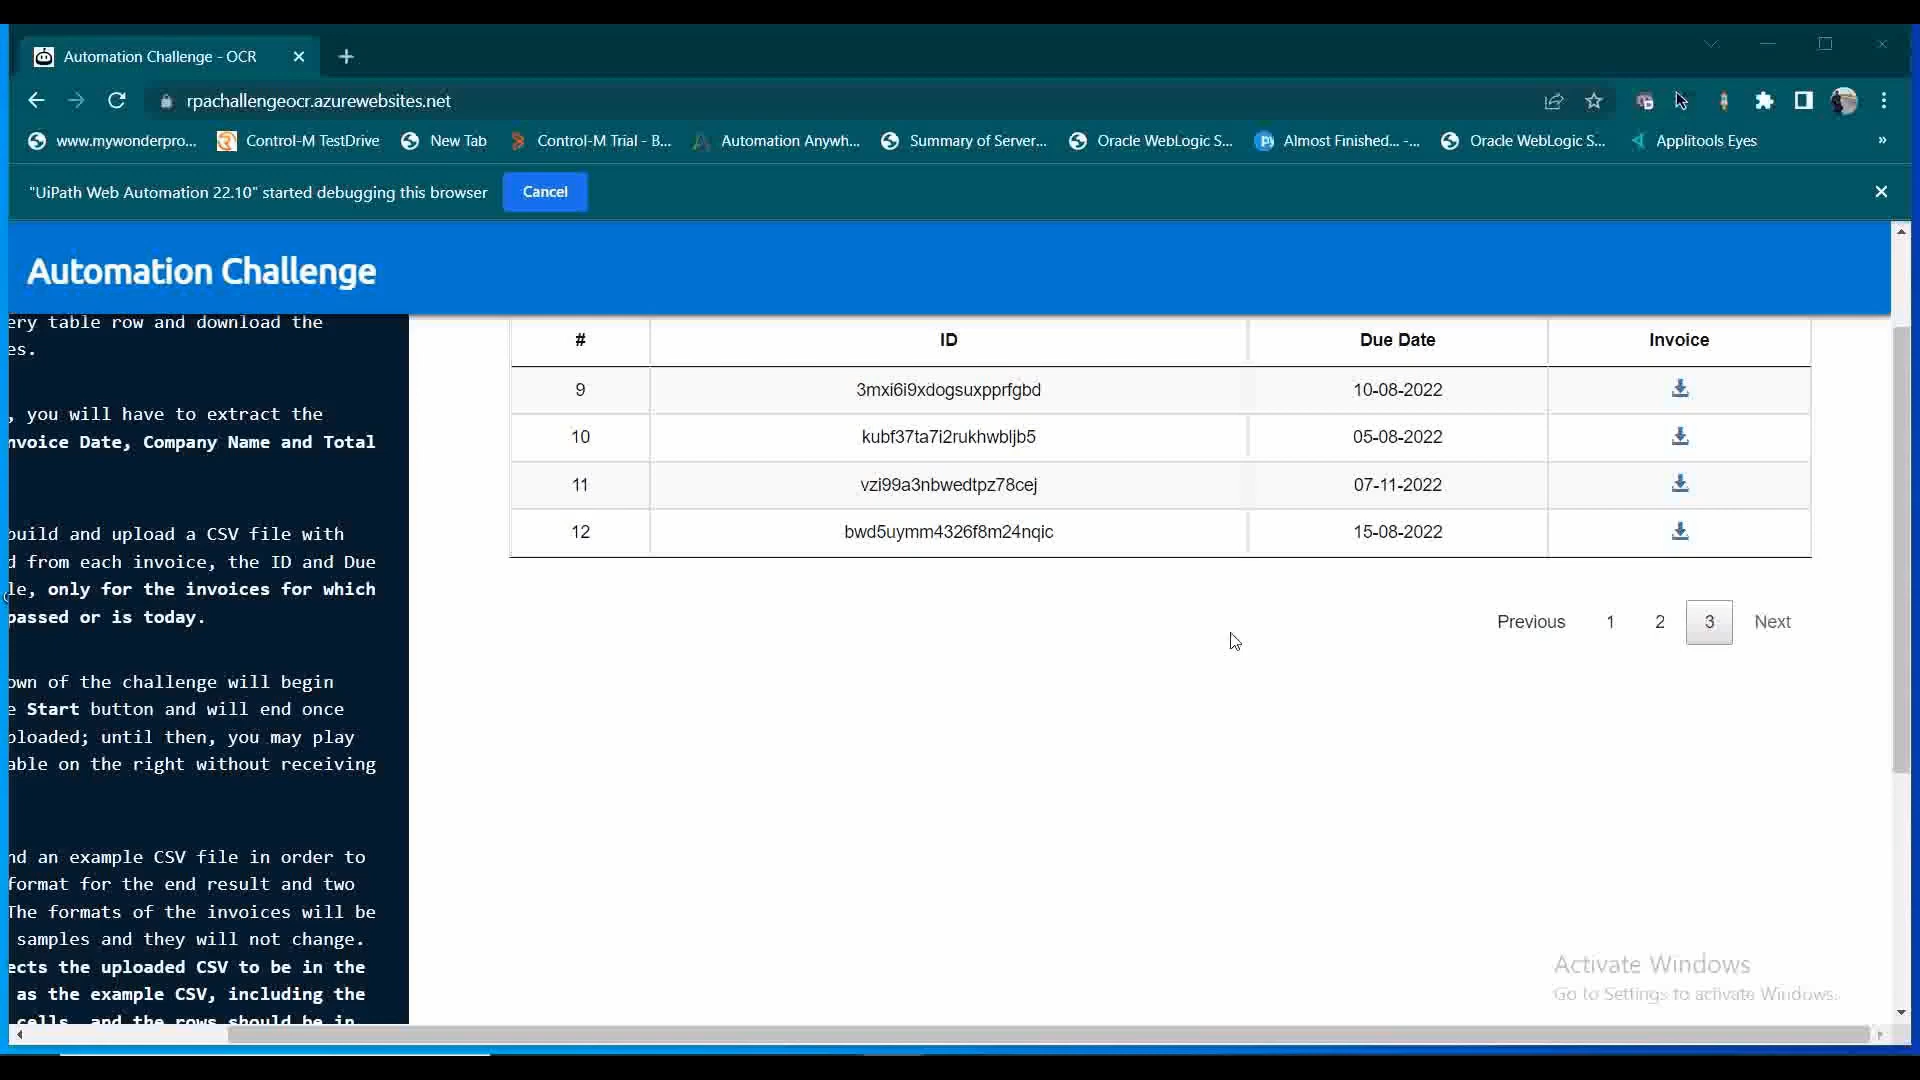 Automation Challenge - OCR
rpachallengeocr.azurewebsites.net
www.mywonderpro... Control-M TestDrive New Tab Control-M Trial - B... Automation Anywh... Summary of Server... Oracle WebLogic S... Almost Finished... -... Oracle WebLogic S... Applitools Eyes »
"UiPath Web Automation 22.10" started debugging this browser Cancel
Automation Challenge
ery table row and download the
es.
, you will have to extract the
nvoice Date, Company Name and Total
build and upload a CSV file with
d from each invoice, the ID and Due
le, only for the invoices for which
passed or is today.
own of the challenge will begin
e Start button and will end once
ploaded; until then, you may play
able on the right without receiving
nd an example CSV file in order to
format for the end result and two
The formats of the invoices will be
samples and they will not change.
ects the uploaded CSV to be in the
as the example CSV, including the
cells, and the rows should be in
# ID Due Date Invoice
9 3mxi6i9xdogsuxpprfgbd 10-08-2022
10 kubf37ta7i2rukhwbljb5 05-08-2022
11 vzi99a3nbwedtpz78cej 07-11-2022
12 bwd5uymm4326f8m24nqic 15-08-2022
Previous 1 2 3 Next
Activate Windows
Go to Settings to activate Windows.